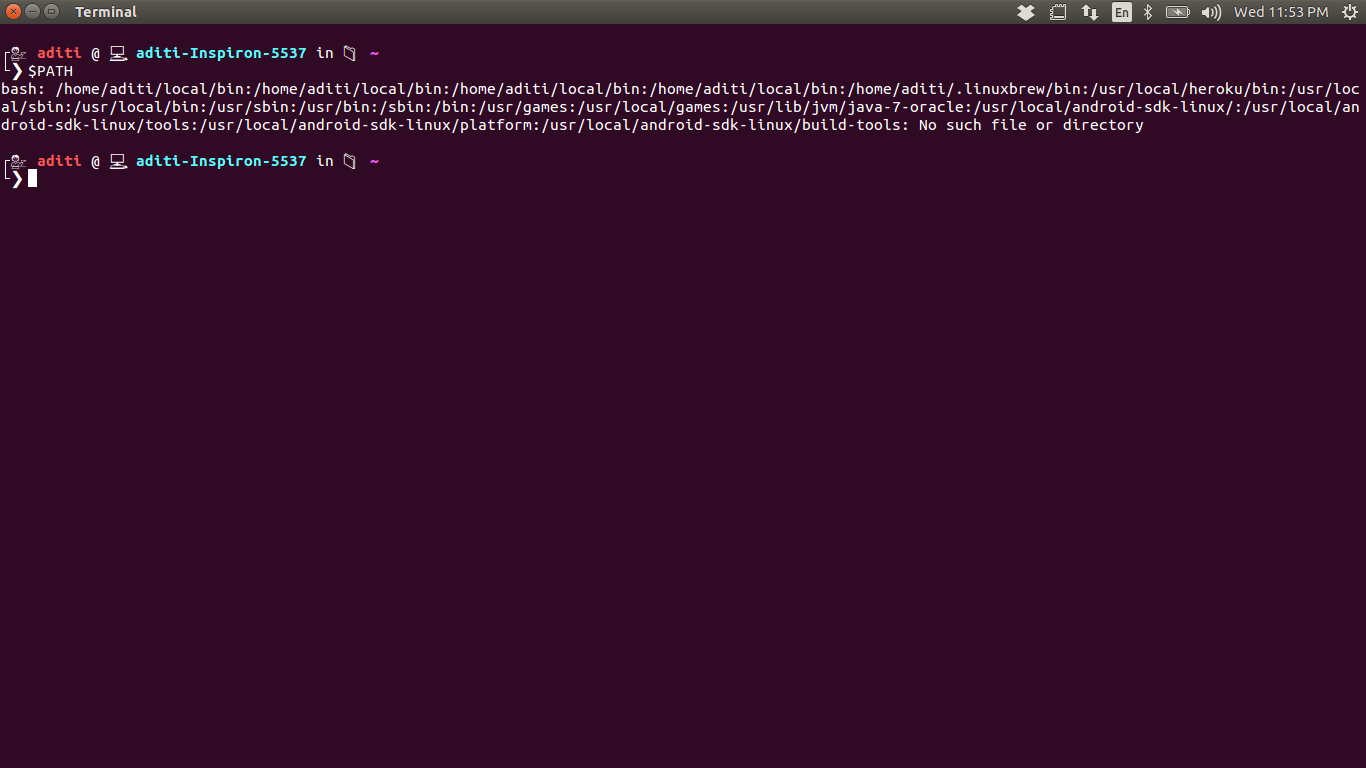 Terminal
En
Wed 11:53 PM
aditi @ aditi-Inspiron-5537 in ~
❯ $PATH
bash: /home/aditi/local/bin:/home/aditi/local/bin:/home/aditi/local/bin:/home/aditi/local/bin:/home/aditi/.linuxbrew/bin:/usr/local/heroku/bin:/usr/loc
al/sbin:/usr/local/bin:/usr/sbin:/usr/bin:/sbin:/bin:/usr/games:/usr/local/games:/usr/lib/jvm/java-7-oracle:/usr/local/android-sdk-linux/:/usr/local/an
droid-sdk-linux/tools:/usr/local/android-sdk-linux/platform:/usr/local/android-sdk-linux/build-tools: No such file or directory
aditi @ aditi-Inspiron-5537 in ~
❯